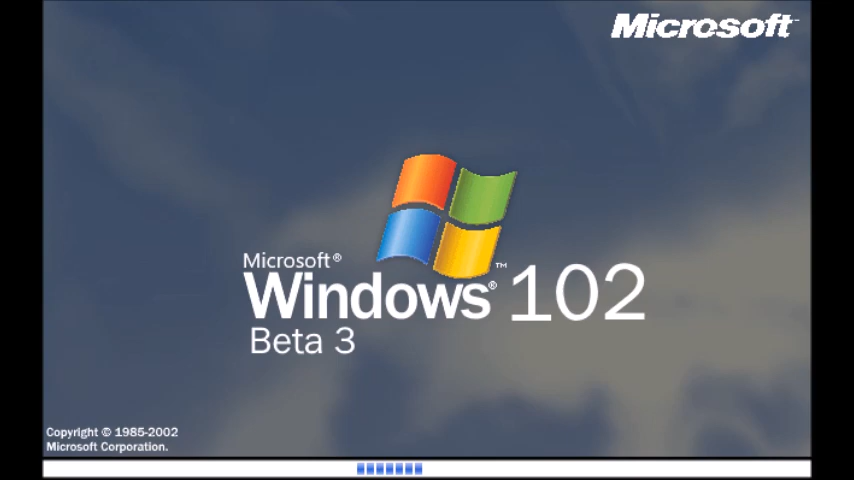 Microsoft
Microsoft®
Windows® 102
Beta 3
Copyright © 1985-2002
Microsoft Corporation.